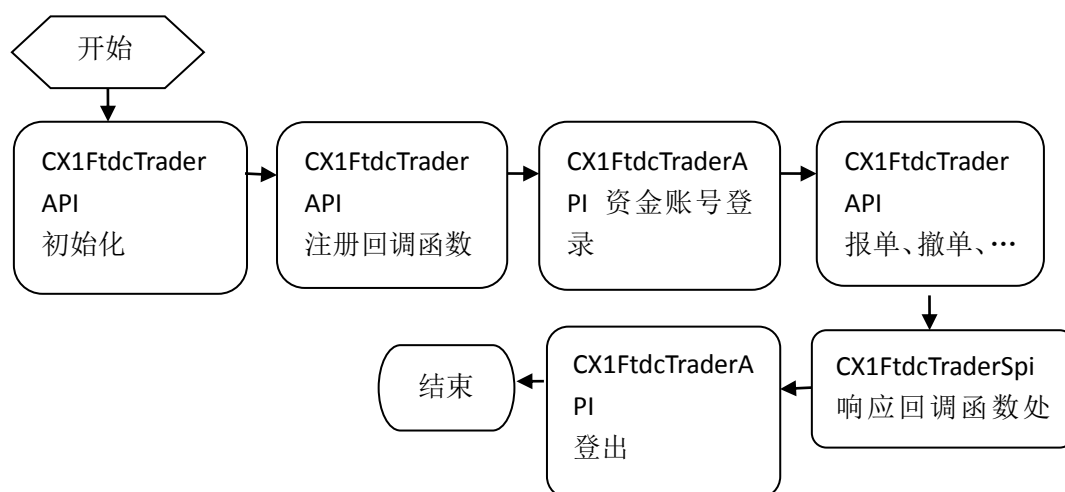 开始
CX1FtdcTrader
API
初始化
CX1FtdcTrader
API
注册回调函数
CX1FtdcTraderA
PI 资金账号登
录
CX1FtdcTrader
API
报单、撤单、…
CX1FtdcTraderSpi
响应回调函数处
CX1FtdcTraderA
PI
登出
结束